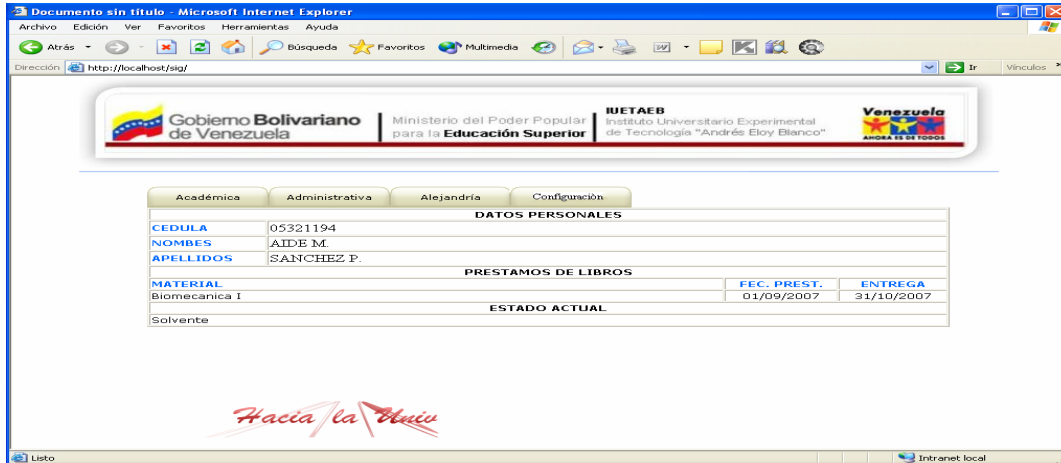 Documento sin título - Microsoft Internet Explorer
Archivo Edición Ver Favoritos Herramientas Ayuda
Atrás Búsqueda Favoritos Multimedia
Dirección http://localhost/sig/ Ir Vínculos »
Gobierno Bolivariano
de Venezuela
Ministerio del Poder Popular
para la Educación Superior
IUETAEB
Instituto Universitario Experimental
de Tecnología "Andrés Eloy Blanco"
Venezuela
AHORA ES DE TODOS
Académica Administrativa Alejandría Configuraciòn
DATOS PERSONALES
CEDULA 05321194
NOMBES AIDE M.
APELLIDOS SANCHEZ P.
PRESTAMOS DE LIBROS
MATERIAL FEC. PREST. ENTREGA
Biomecanica I 01/09/2007 31/10/2007
ESTADO ACTUAL
Solvente
Hacia la Univ
Listo Intranet local